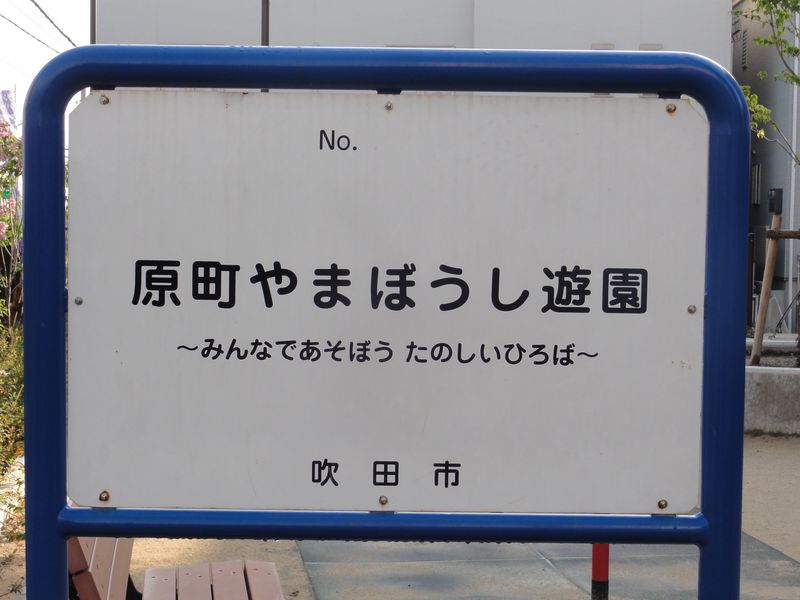 No.
原町やまぼうし遊園
～みんなであそぼう たのしいひろば～
吹田市